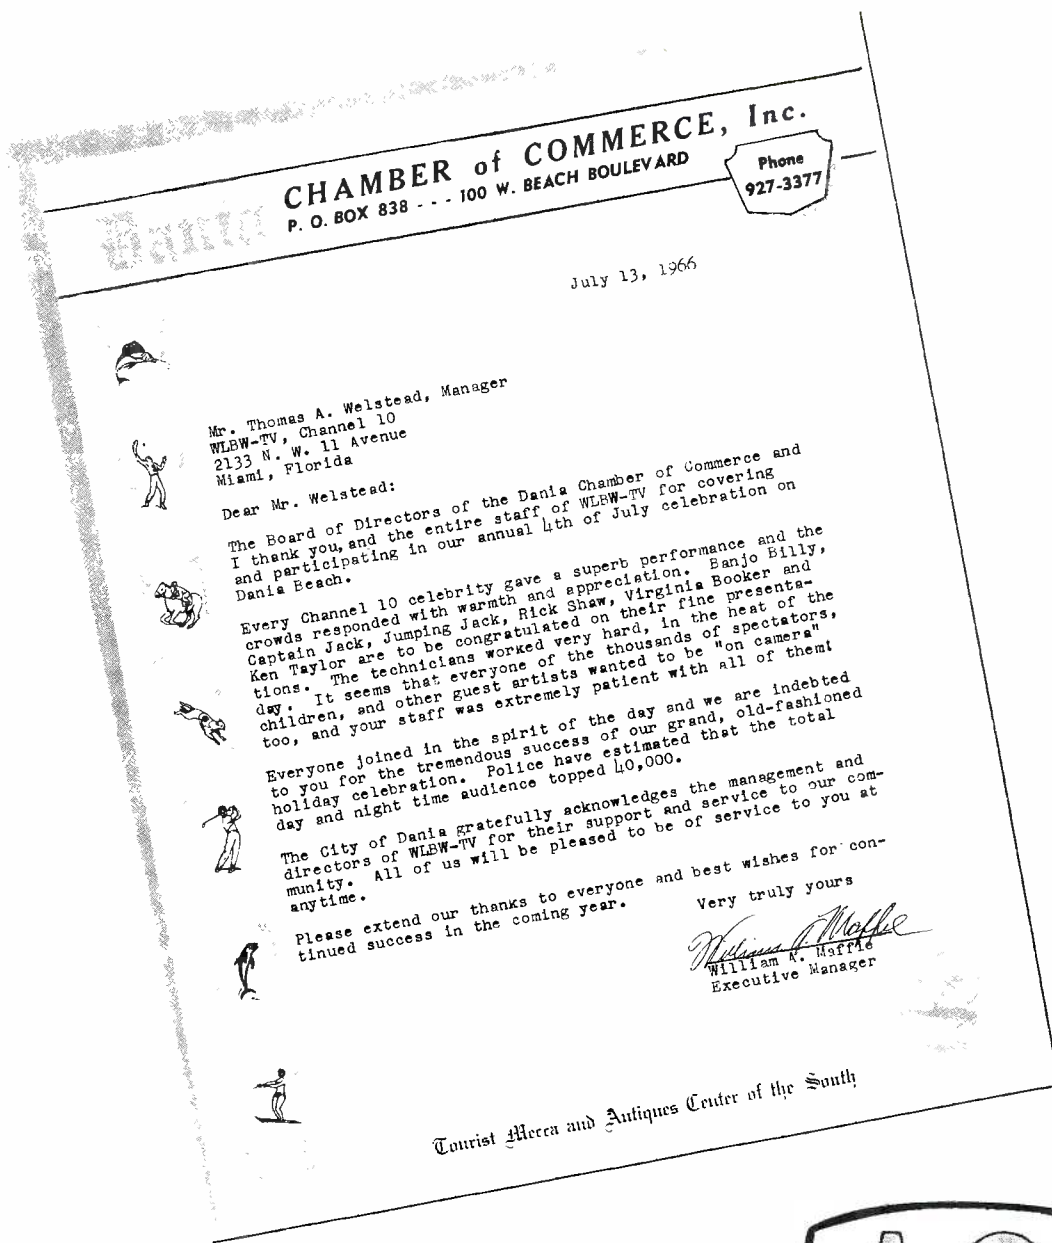 Dania
CHAMBER of COMMERCE, Inc.
P. O. BOX 838 - - - 100 W. BEACH BOULEVARD
Phone
927-3377
July 13, 1966
Mr. Thomas A. Welstead, Manager
WLBW-TV, Channel 10
2133 N. W. 11 Avenue
Miami, Florida
Dear Mr. Welstead:
The Board of Directors of the Dania Chamber of Commerce and
I thank you, and the entire staff of WLBW-TV for covering
and participating in our annual 4th of July celebration on
Dania Beach.
Every Channel 10 celebrity gave a superb performance and the
crowds responded with warmth and appreciation. Banjo Billy,
Captain Jack, Jumping Jack, Rick Shaw, Virginia Booker and
Ken Taylor are to be congratulated on their fine presenta-
tions. The technicians worked very hard, in the heat of the
day. It seems that everyone of the thousands of spectators,
children, and other guest artists wanted to be "on camera"
too, and your staff was extremely patient with all of them!
Everyone joined in the spirit of the day and we are indebted
to you for the tremendous success of our grand, old-fashioned
holiday celebration. Police have estimated that the total
day and night time audience topped 40,000.
The City of Dania gratefully acknowledges the management and
directors of WLBW-TV for their support and service to our com-
munity. All of us will be pleased to be of service to you at
anytime.
Please extend our thanks to everyone and best wishes for con-
tinued success in the coming year.
Very truly yours
William A. Maffie
William A. Maffie
Executive Manager
Tourist Mecca and Antiques Center of the South